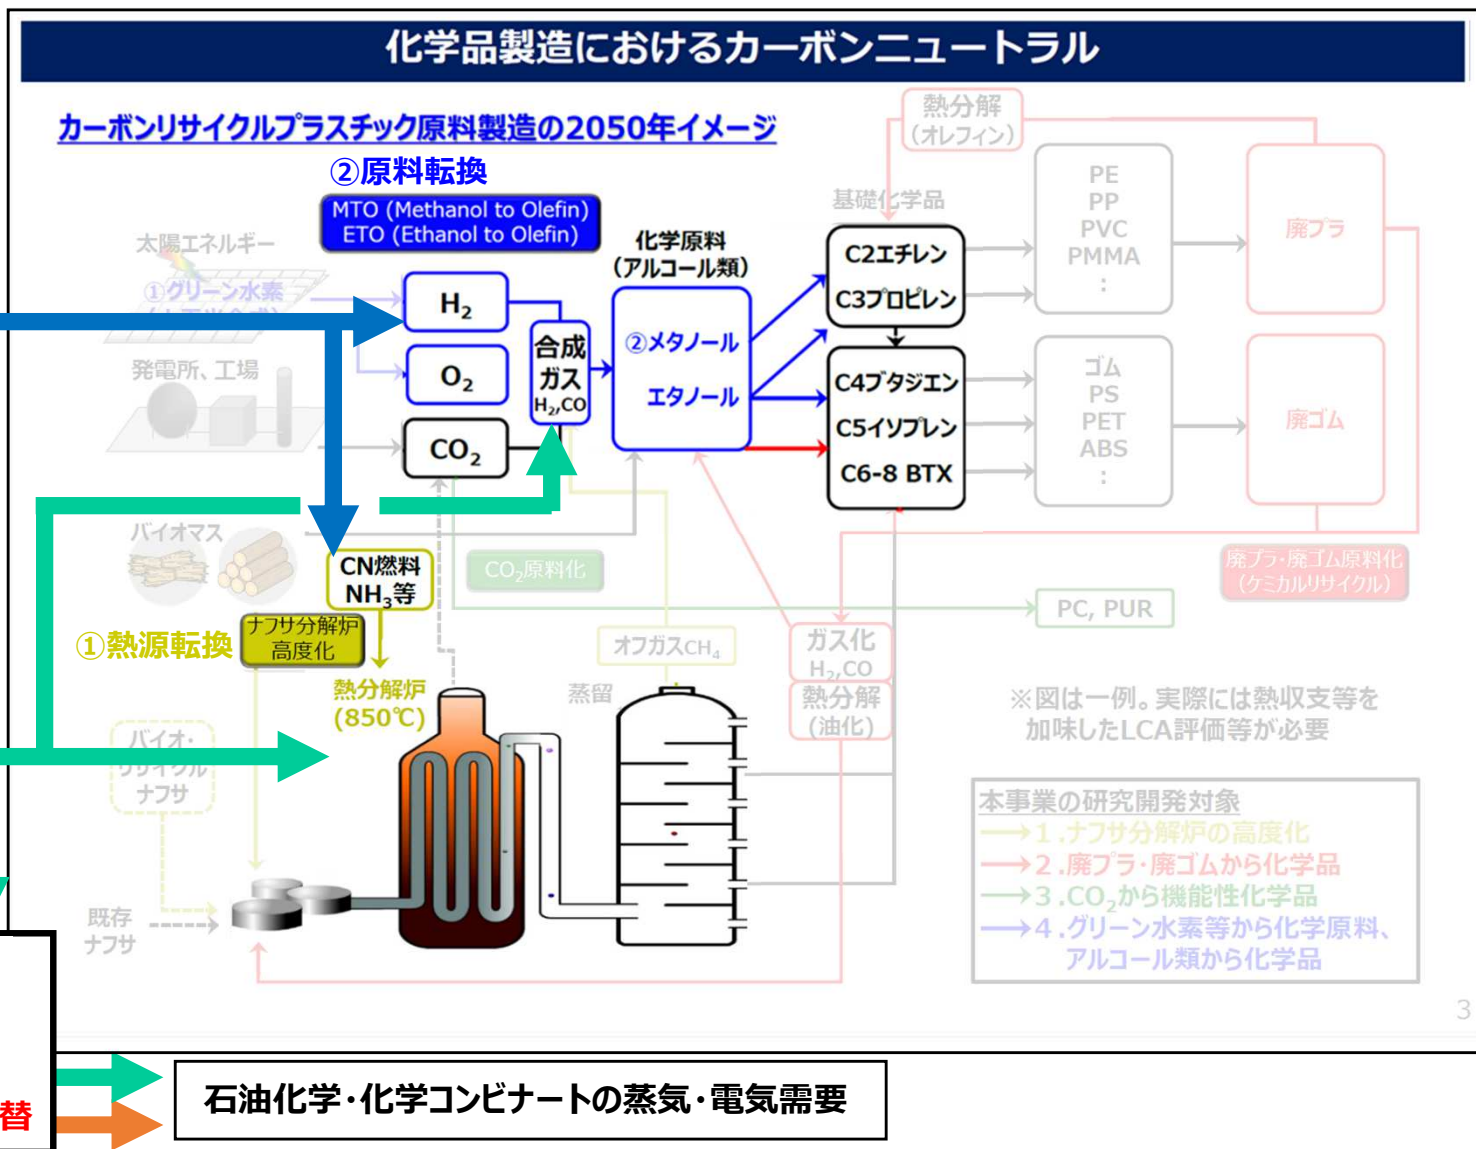 化学品製造におけるカーボンニュートラル
カーボンリサイクルプラスチック原料製造の2050年イメージ
②原料転換
MTO (Methanol to Olefin)
ETO (Ethanol to Olefin)
熱分解
(オレフィン)
基礎化学品
太陽エネルギー
①グリーン水素
H₂
O₂
発電所、工場
CO₂
合成
ガス
H₂,CO
化学原料
(アルコール類)
②メタノール
エタノール
C2エチレン
C3プロピレン
C4ブタジエン
C5イソプレン
C6-8 BTX
PE
PP
PVC
PMMA
:
ゴム
PS
PET
ABS
:
廃プラ
廃ゴム
バイオマス
CN燃料
NH₃等
CO₂原料化
廃プラ・廃ゴム原料化
(ケミカルリサイクル)
PC, PUR
①熱源転換
ナフサ分解炉
高度化
オフガスCH₄
ガス化
H₂,CO
熱分解
(油化)
熱分解炉
(850℃)
蒸留
※図は一例。実際には熱収支等を
加味したLCA評価等が必要
バイオ・
リサイクル
ナフサ
既存
ナフサ
本事業の研究開発対象
1.ナフサ分解炉の高度化
2.廃プラ・廃ゴムから化学品
3.CO₂から機能性化学品
4.グリーン水素等から化学原料、
アルコール類から化学品
3
替
石油化学・化学コンビナートの蒸気・電気需要